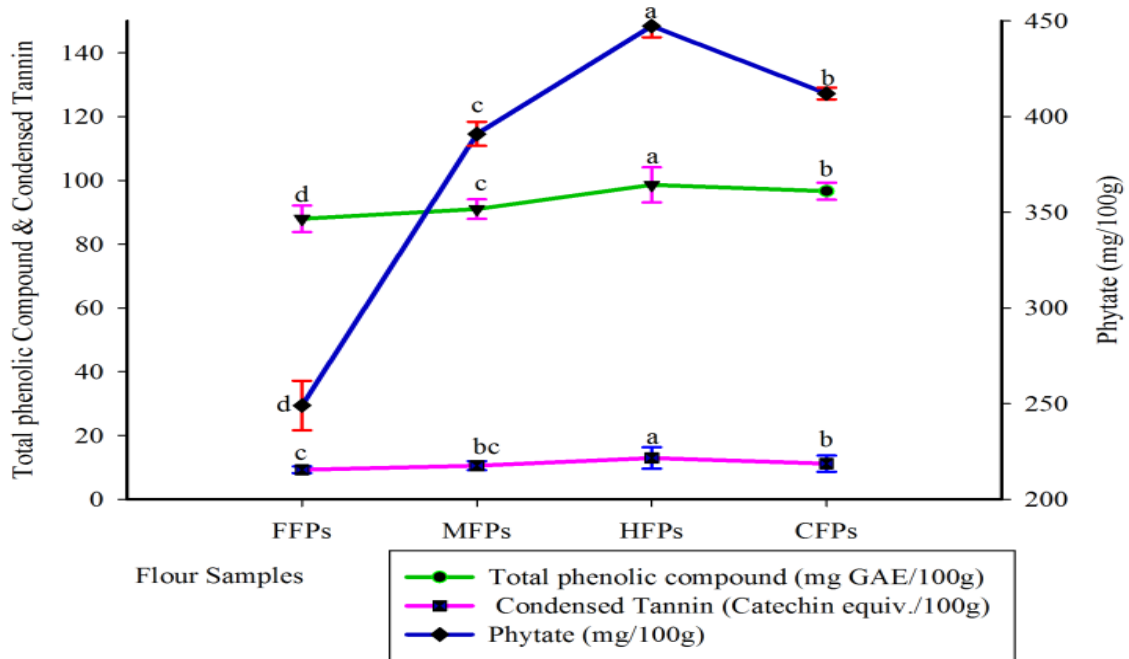 Total phenolic Compound & Condensed Tannin
140
120
100
80
60
40
20
0
a
b
c
a
b
c
d
d
a
b
bc
c
450
400
350
300
250
200
Phytate (mg/100g)
FFPs MFPs HFPs CFPs
Flour Samples
Total phenolic compound (mg GAE/100g)
Condensed Tannin (Catechin equiv./100g)
Phytate (mg/100g)